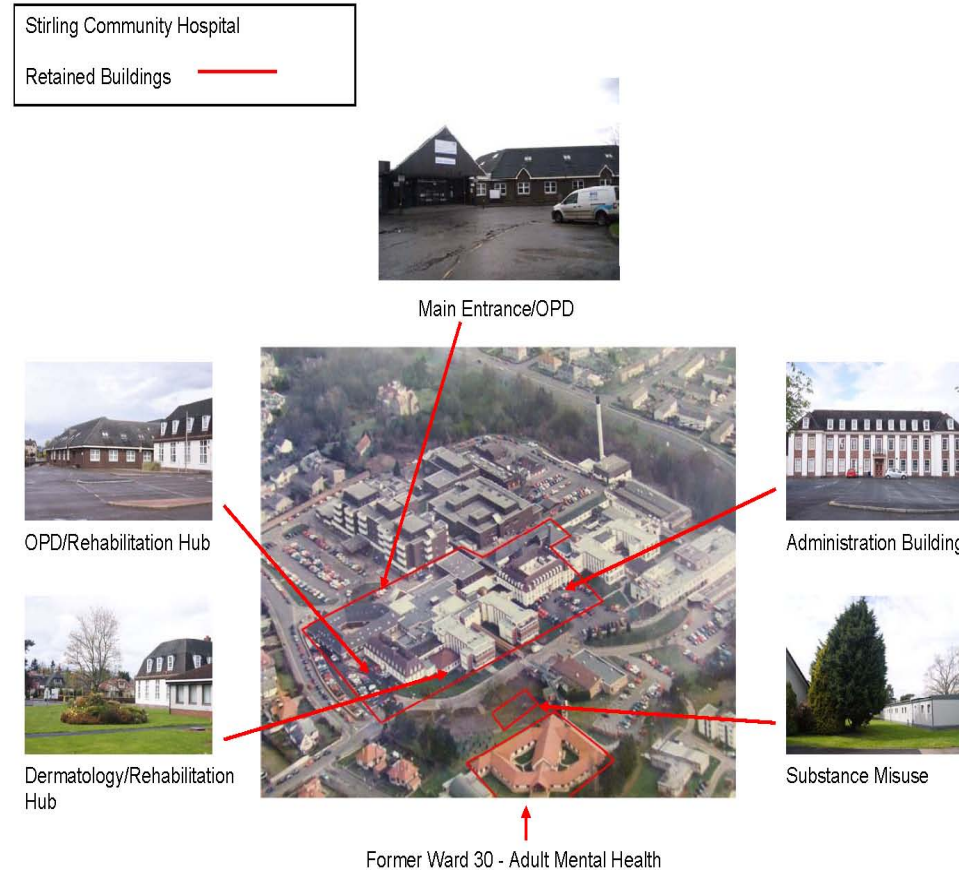 Stirling Community Hospital
Retained Buildings
Main Entrance/OPD
OPD/Rehabilitation Hub
Administration Building
Dermatology/Rehabilitation
Hub
Substance Misuse
Former Ward 30 - Adult Mental Health